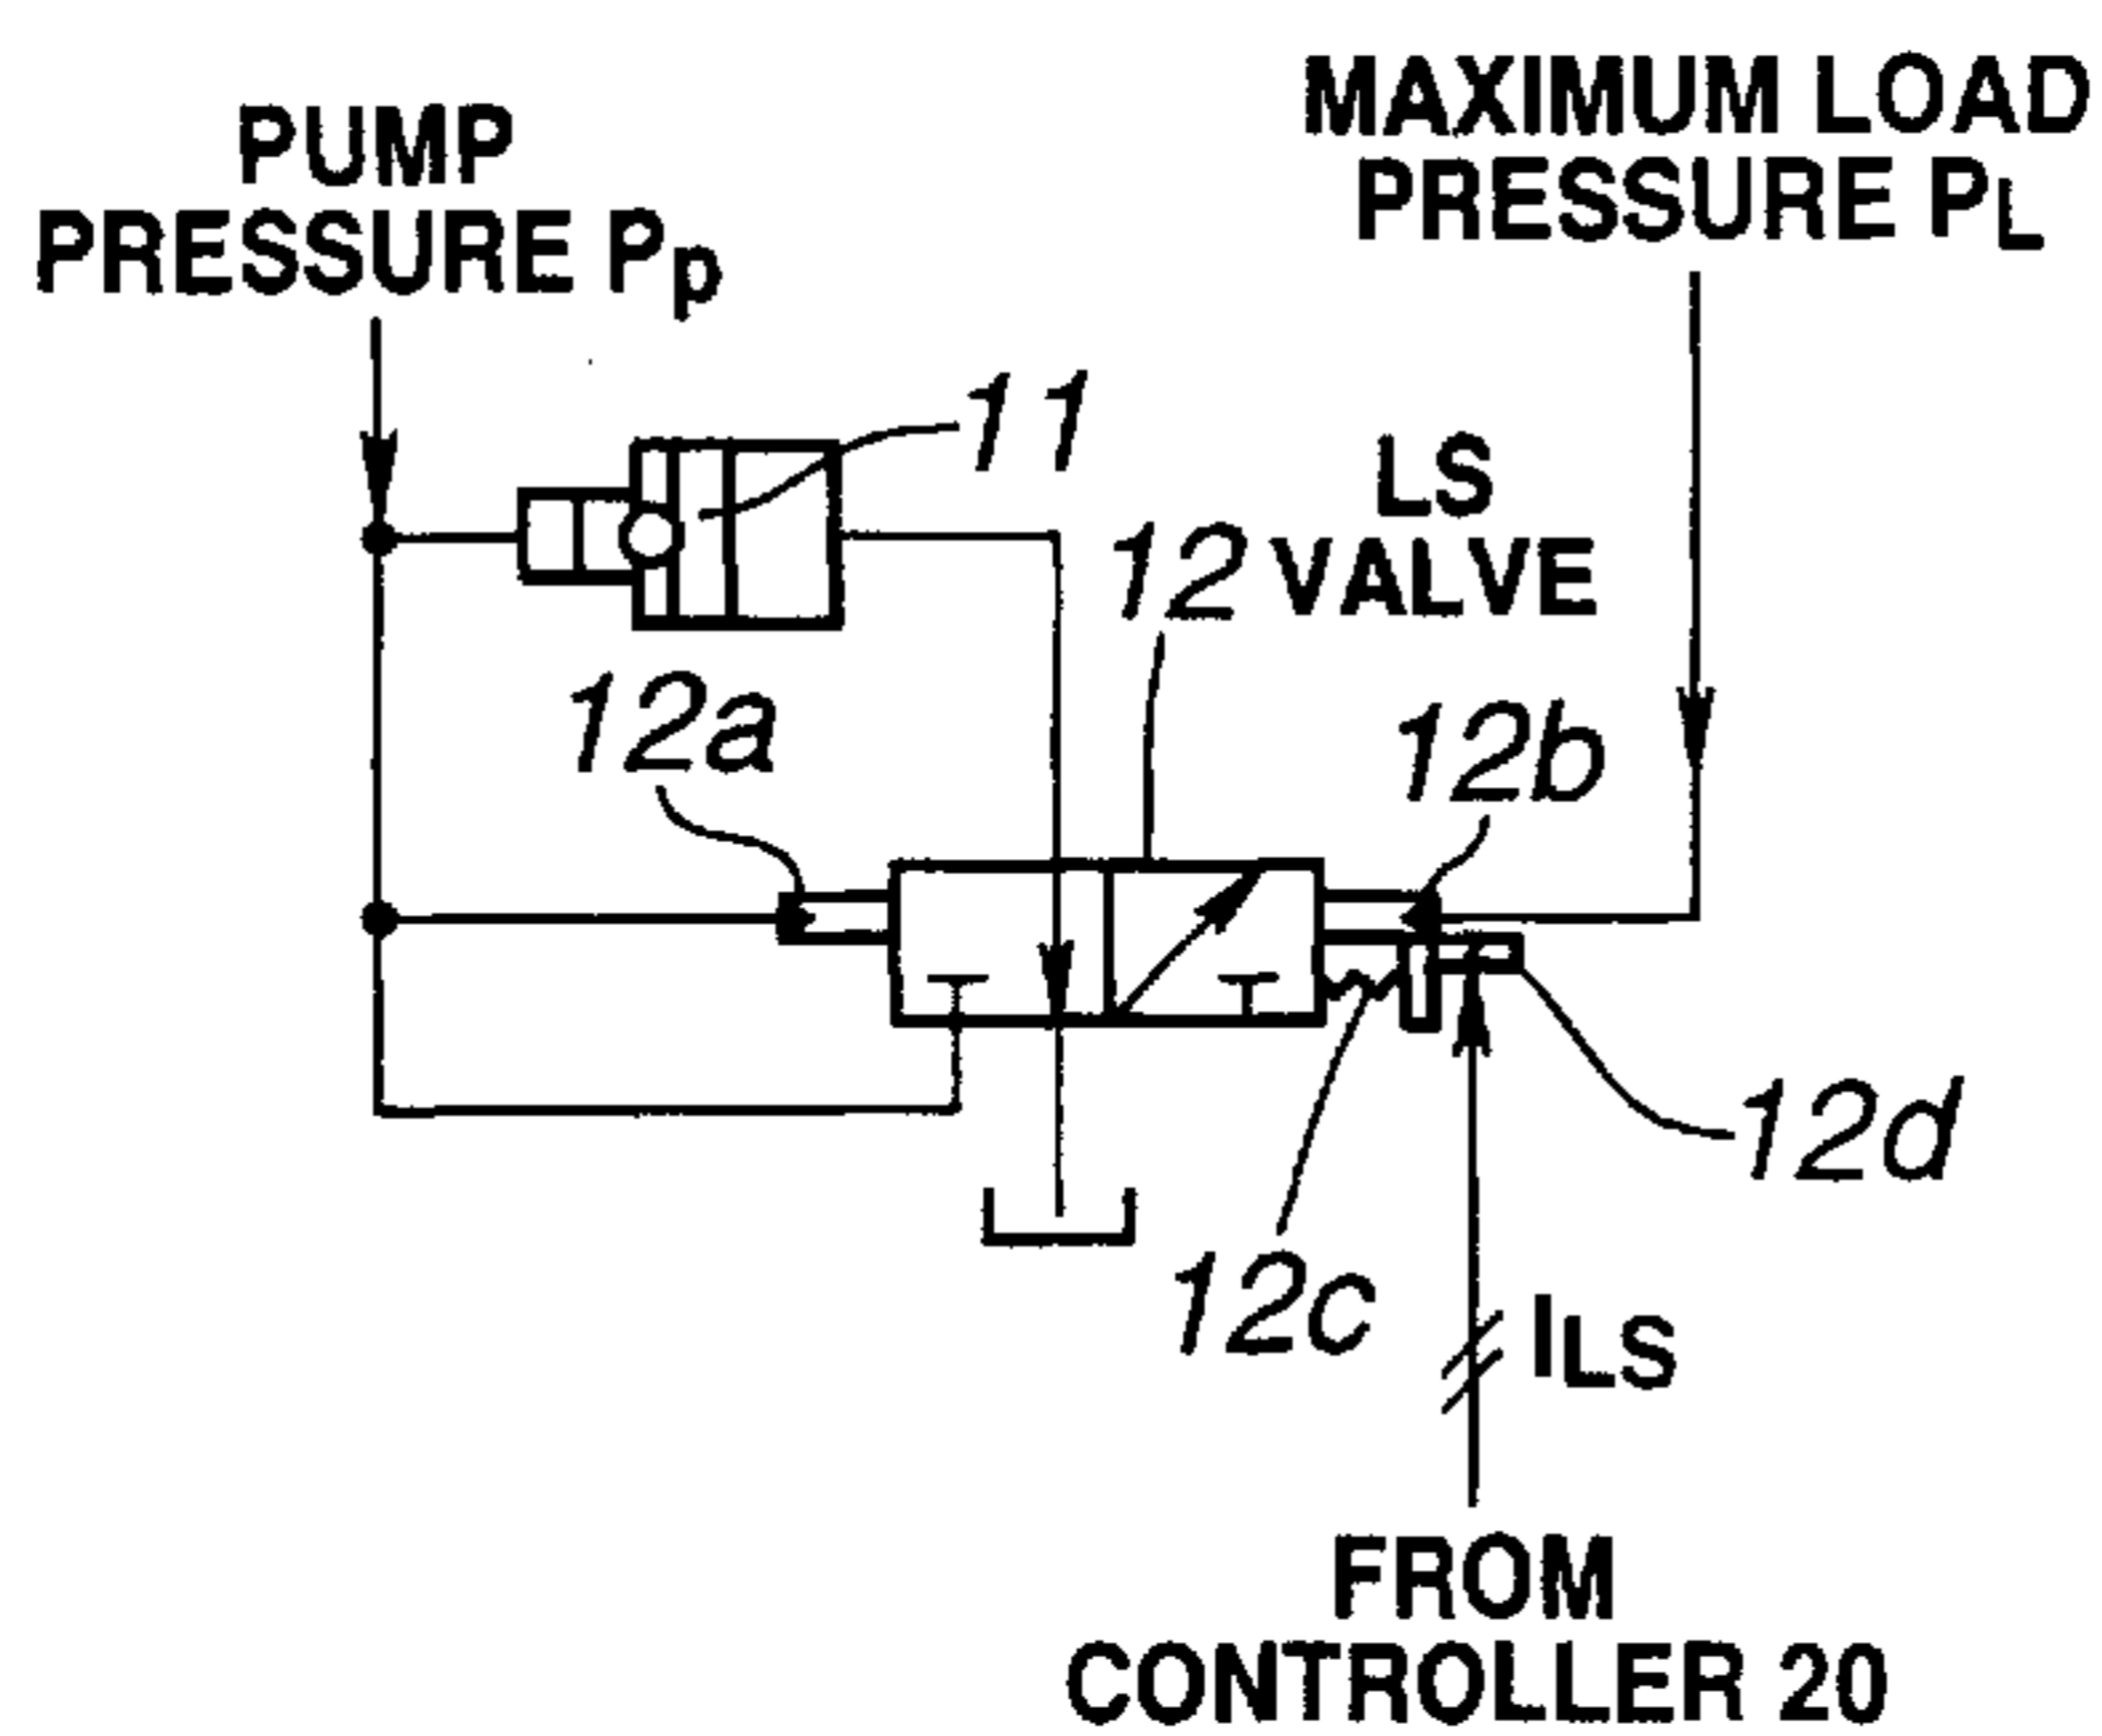 PUMP
PRESSURE Pp
MAXIMUM LOAD
PRESSURE PL
11
12
LS
VALVE
12a
12b
12d
12c
ILS
FROM
CONTROLLER 20